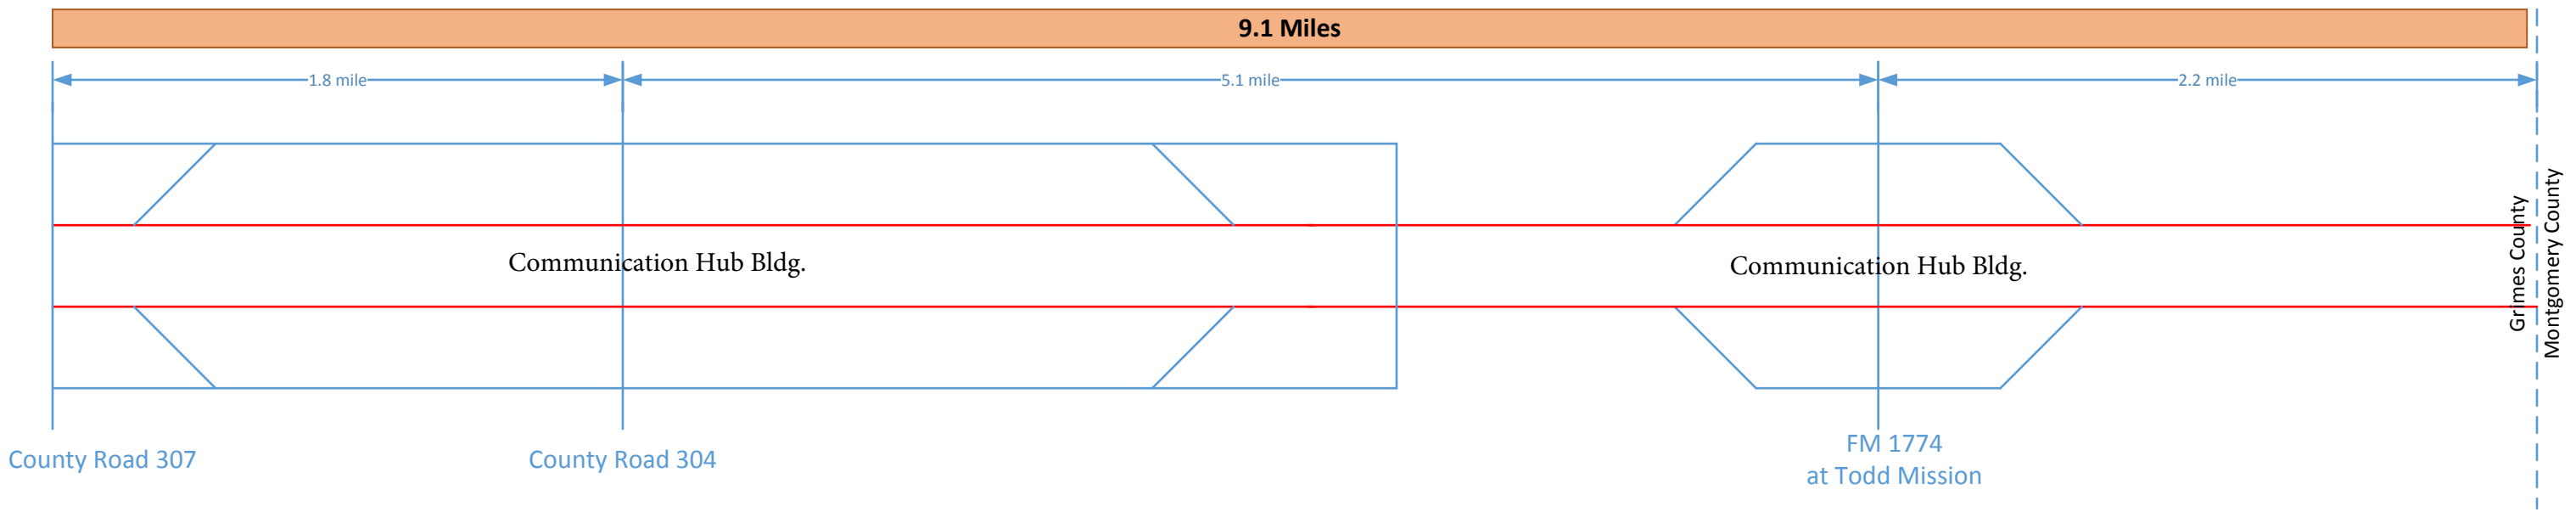 9.1 Miles
1.8 mile
5.1 mile
2.2 mile
Communication Hub Bldg.
Communication Hub Bldg.
Grimes County
Montgomery County
County Road 307
County Road 304
FM 1774
at Todd Mission